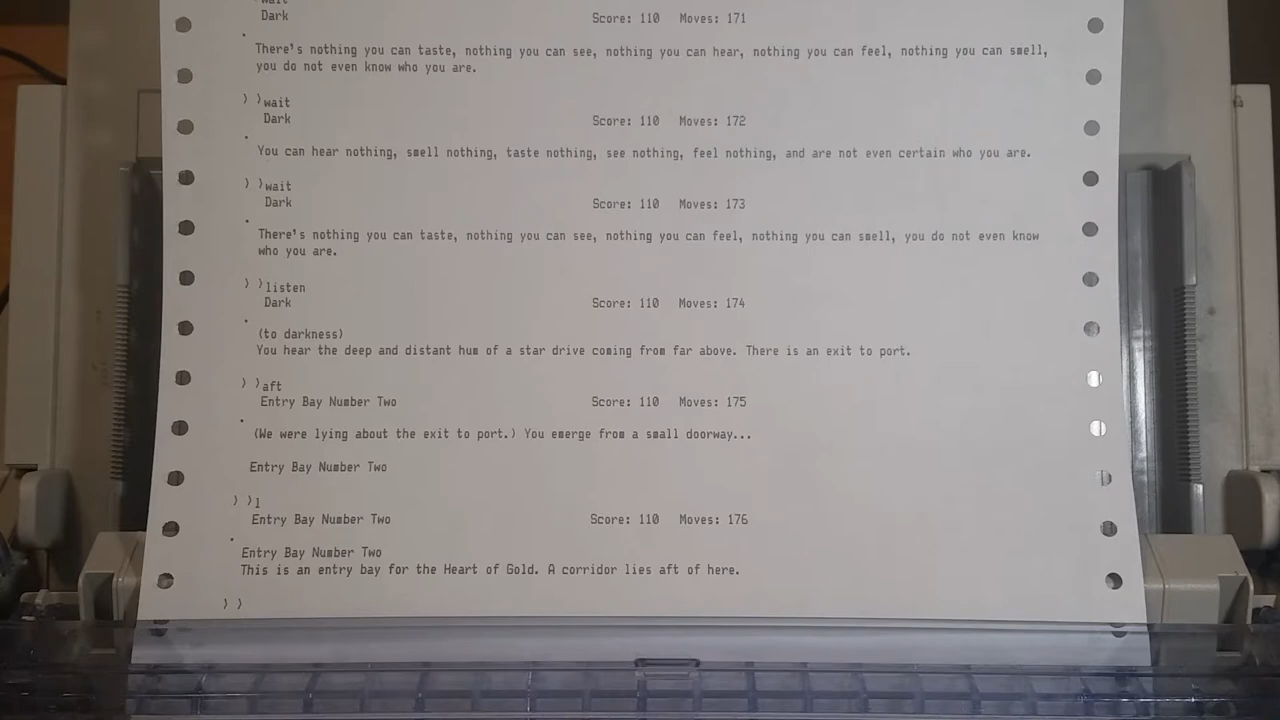 wait
Dark Score: 110 Moves: 171
.
There's nothing you can taste, nothing you can see, nothing you can hear, nothing you can feel, nothing you can smell,
you do not even know who you are.
) )wait
Dark Score: 110 Moves: 172
.
You can hear nothing, smell nothing, taste nothing, see nothing, feel nothing, and are not even certain who you are.
) )wait
Dark Score: 110 Moves: 173
.
There's nothing you can taste, nothing you can see, nothing you can feel, nothing you can smell, you do not even know
who you are.
) )listen
Dark Score: 110 Moves: 174
.
(to darkness)
You hear the deep and distant hum of a star drive coming from far above. There is an exit to port.
) )aft
Entry Bay Number Two Score: 110 Moves: 175
.
(We were lying about the exit to port.) You emerge from a small doorway...
Entry Bay Number Two
) )l
Entry Bay Number Two Score: 110 Moves: 176
.
Entry Bay Number Two
This is an entry bay for the Heart of Gold. A corridor lies aft of here.
) )